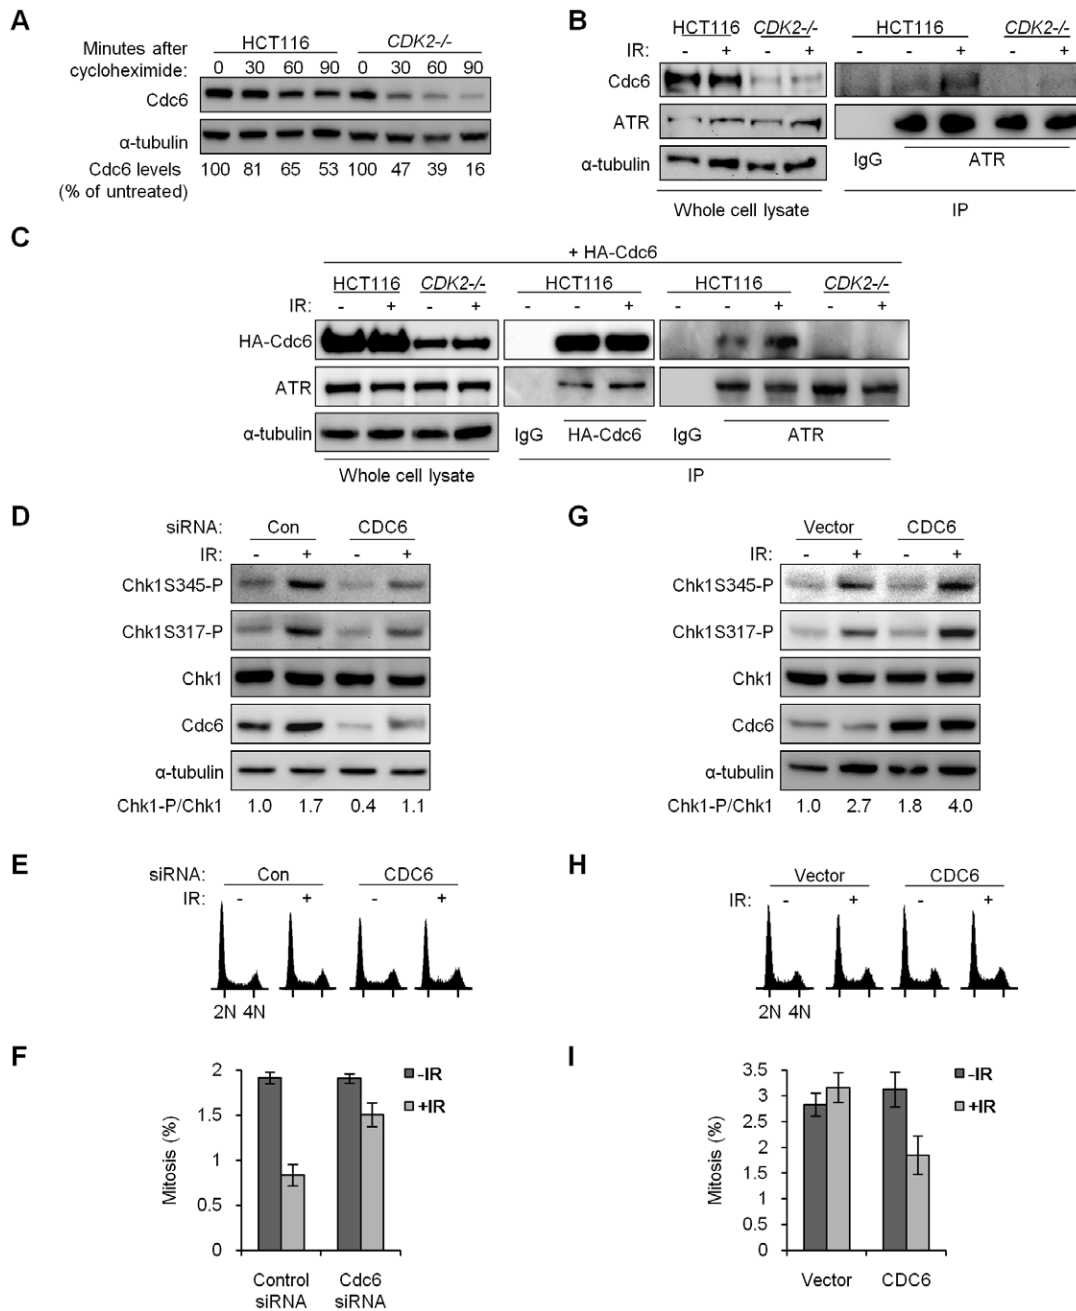 A
HCT116 CDK2-/-
Minutes after
cycloheximide: 0 30 60 90 0 30 60 90
Cdc6
α-tubulin
Cdc6 levels 100 81 65 53 100 47 39 16
(% of untreated)
B
HCT116 CDK2-/- HCT116 CDK2-/-
IR: - + - + - - + - +
Cdc6
ATR
α-tubulin
IgG ATR
Whole cell lysate IP
C
+ HA-Cdc6
HCT116 CDK2-/- HCT116 HCT116 CDK2-/-
IR: - + - + - - + - - + - +
HA-Cdc6
ATR
α-tubulin
IgG HA-Cdc6 IgG ATR
Whole cell lysate IP
D
siRNA: Con CDC6
IR: - + - +
Chk1S345-P
Chk1S317-P
Chk1
Cdc6
α-tubulin
Chk1-P/Chk1 1.0 1.7 0.4 1.1
G
Vector CDC6
IR: - + - +
Chk1S345-P
Chk1S317-P
Chk1
Cdc6
α-tubulin
Chk1-P/Chk1 1.0 2.7 1.8 4.0
E
siRNA: Con CDC6
IR: - + - +
2N 4N
H
Vector CDC6
IR: - + - +
2N 4N
F
2
1.5
1
0.5
0
Mitosis (%)
-IR
+IR
Control Cdc6
siRNA siRNA
I
3.5
3
2.5
2
1.5
3
0.5
0
Mitosis (%)
-IR
+IR
Vector CDC6